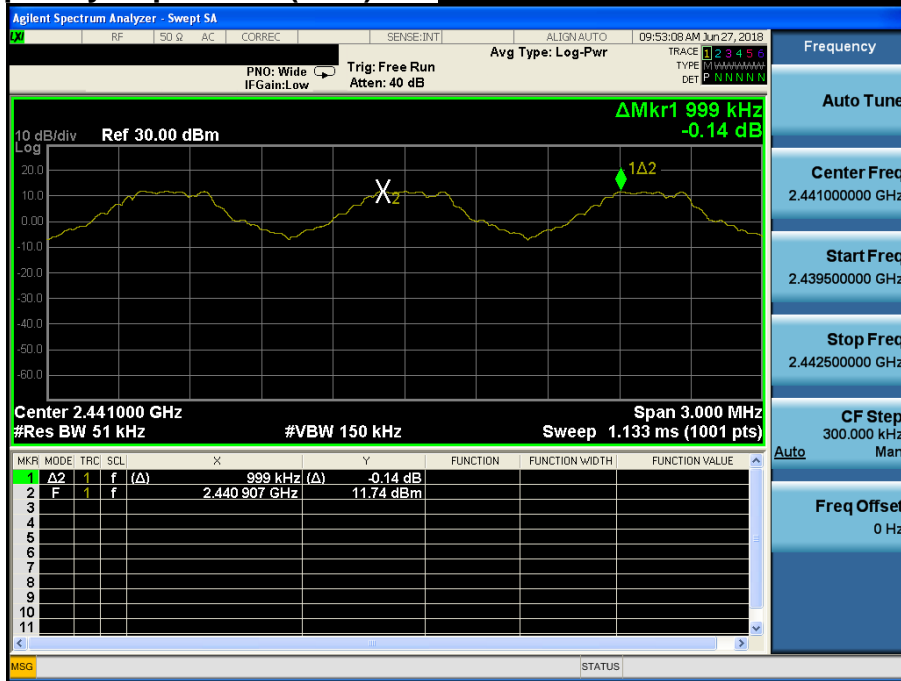 Agilent Spectrum Analyzer - Swept SA
LXI RF 50 Ω AC CORREC SENSE:INT ALIGNAUTO 09:53:08 AM Jun 27, 2018
Frequency
PNO: Wide
IFGain:Low
Trig: Free Run
Atten: 40 dB
Avg Type: Log-Pwr
TRACE 1 2 3 4 5 6
TYPE M
DET P N N N N N
Auto Tune
ΔMkr1 999 kHz
-0.14 dB
10 dB/div Ref 30.00 dBm
Log
20.0
10.0
0.00
-10.0
-20.0
-30.0
-40.0
-50.0
-60.0
X2
1Δ2
Center Freq
2.441000000 GHz
Start Freq
2.439500000 GHz
Stop Freq
2.442500000 GHz
Center 2.441000 GHz Span 3.000 MHz
#Res BW 51 kHz #VBW 150 kHz Sweep 1.133 ms (1001 pts)
CF Step
300.000 kHz
Auto Man
MKR MODE TRC SCL X Y FUNCTION FUNCTION WIDTH FUNCTION VALUE
1 Δ2 1 f (Δ) 999 kHz (Δ) -0.14 dB
2 F 1 f 2.440 907 GHz 11.74 dBm
3
4
5
6
7
8
9
10
11
Freq Offset
0 Hz
MSG STATUS